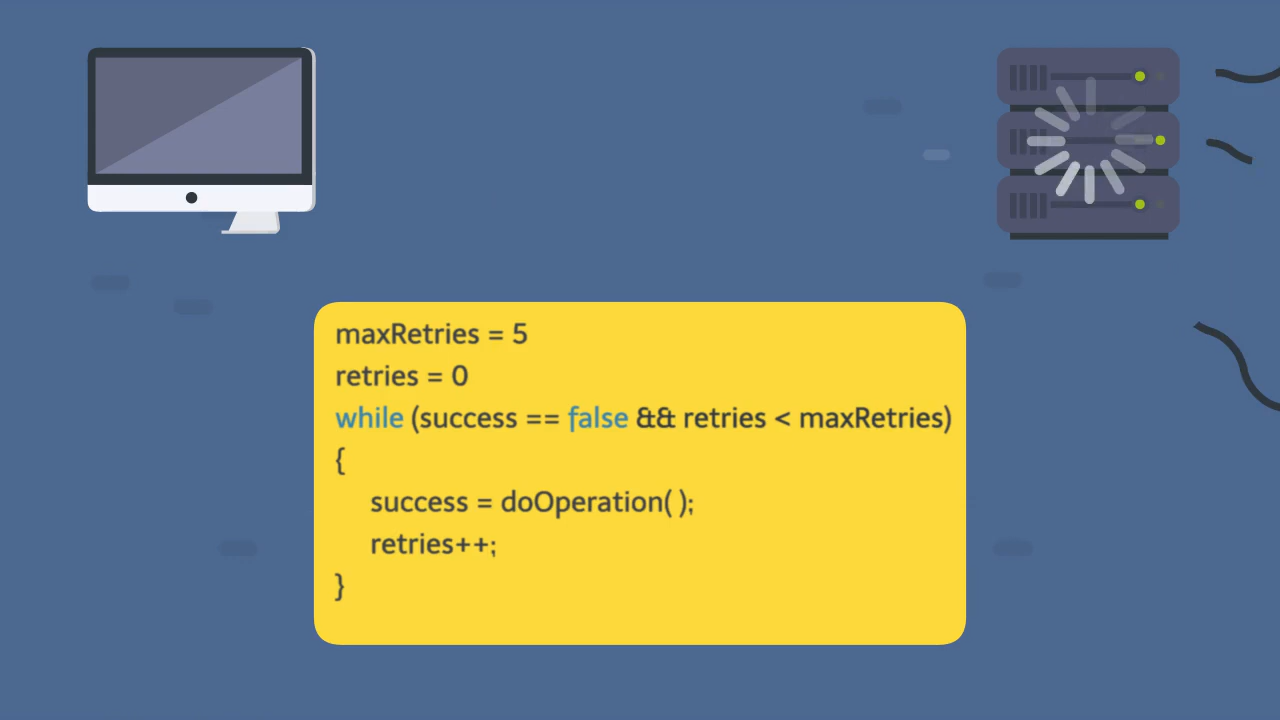 maxRetries = 5
retries = 0
while (success == false && retries < maxRetries)
{
success = doOperation( );
retries++;
}